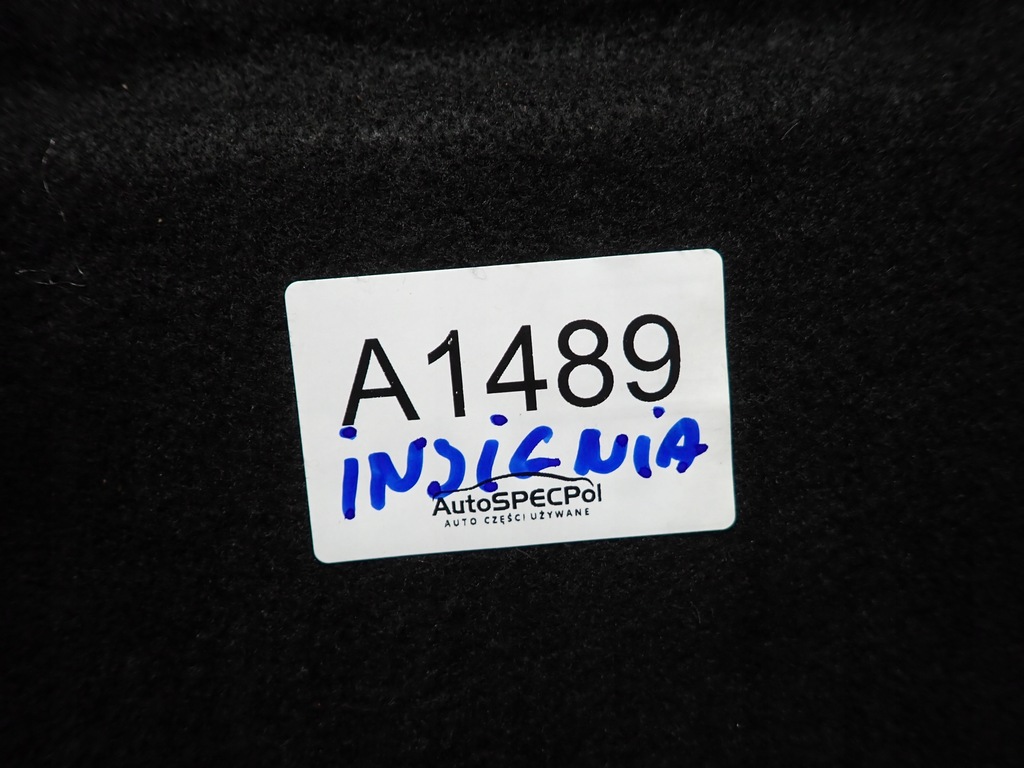 A1489
iNSiGNiA
AutoSPECPol
AUTO CZĘŚCI UŻYWANE